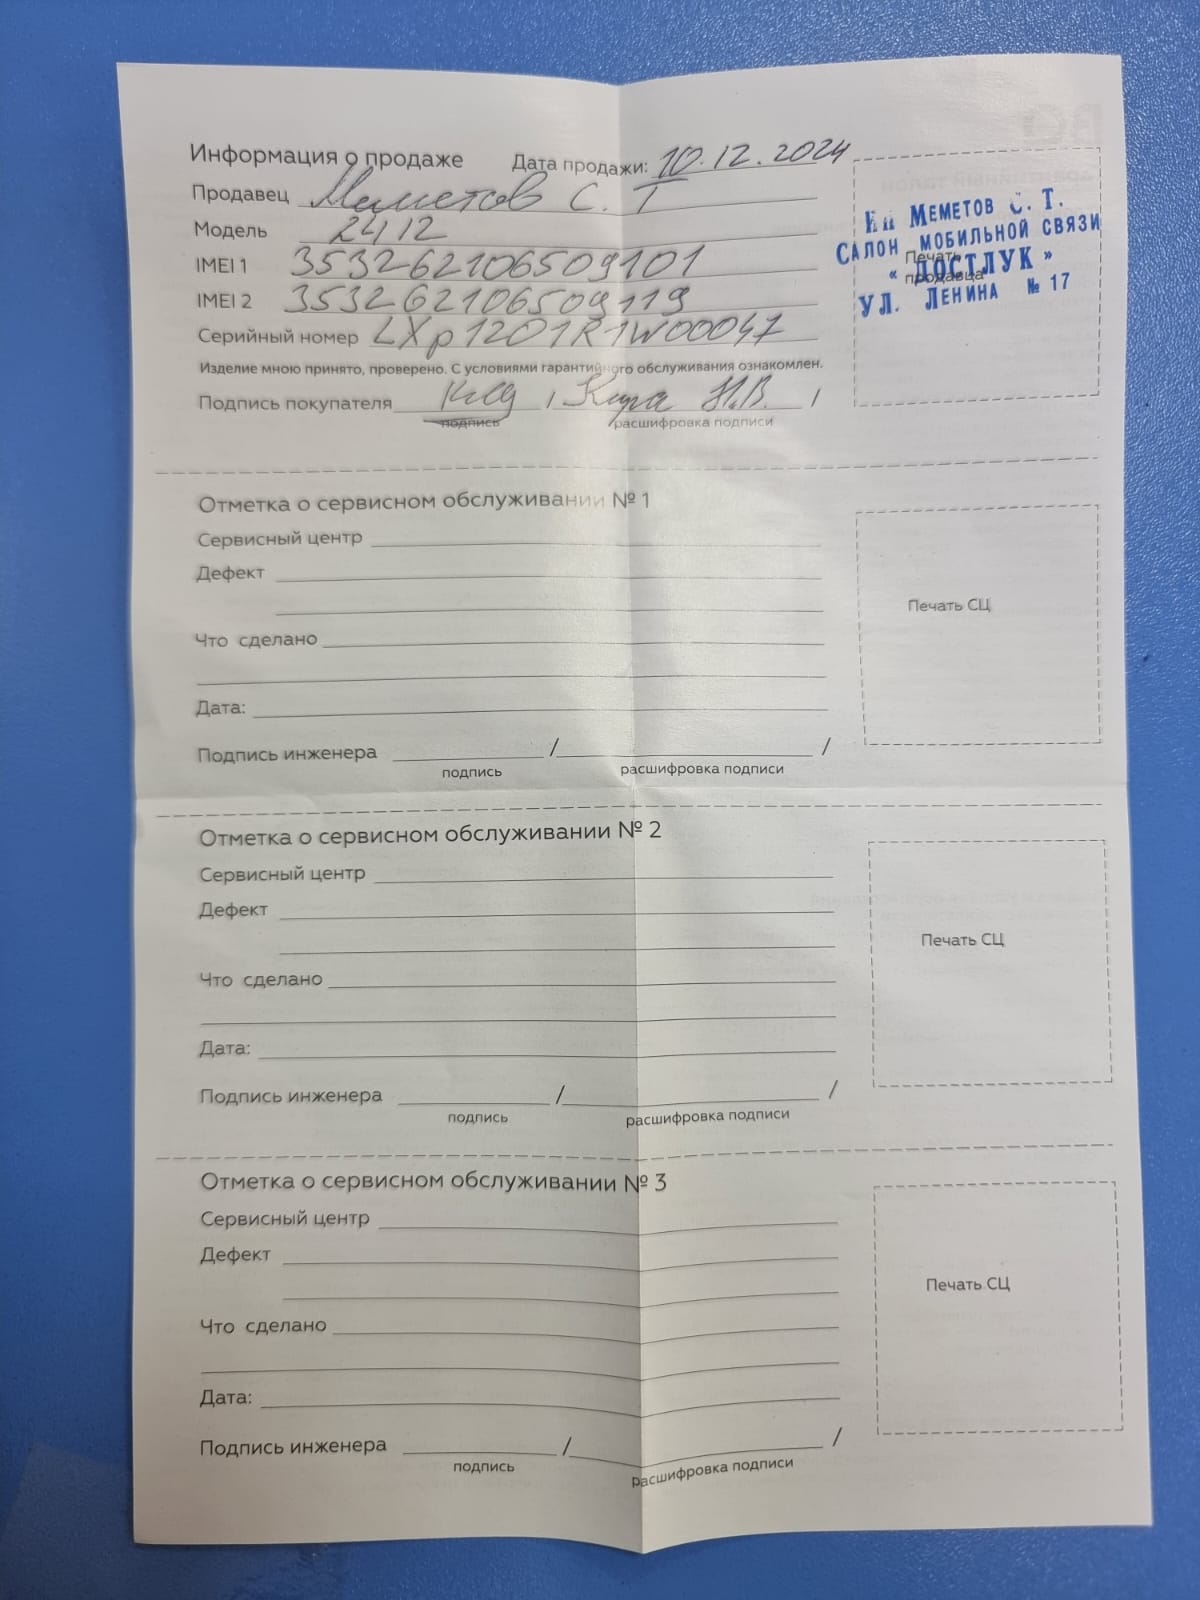 Информация о продаже Дата продажи: 10.12.2024
Продавец Меметов С. Т
Модель 2412
IMEI 1 353262106509101
IMEI 2 353262106509119
Серийный номер LXp1201R1W00047
Изделие мною принято, проверено. С условиями гарантийного обслуживания ознакомлен.
Подпись покупателя / Кира Н.В. /
подпись расшифровка подписи
ИП МЕМЕТОВ С. Т.
САЛОН МОБИЛЬНОЙ СВЯЗИ
Печать
« ДОСТЛУК »
продавца
УЛ. ЛЕНИНА № 17
Отметка о сервисном обслуживании № 1
Сервисный центр
Дефект
Печать СЦ
Что сделано
Дата:
Подпись инженера / /
подпись расшифровка подписи
Отметка о сервисном обслуживании № 2
Сервисный центр
Дефект
Печать СЦ
Что сделано
Дата:
Подпись инженера / /
подпись расшифровка подписи
Отметка о сервисном обслуживании № 3
Сервисный центр
Дефект
Печать СЦ
Что сделано
Дата:
Подпись инженера / /
подпись расшифровка подписи